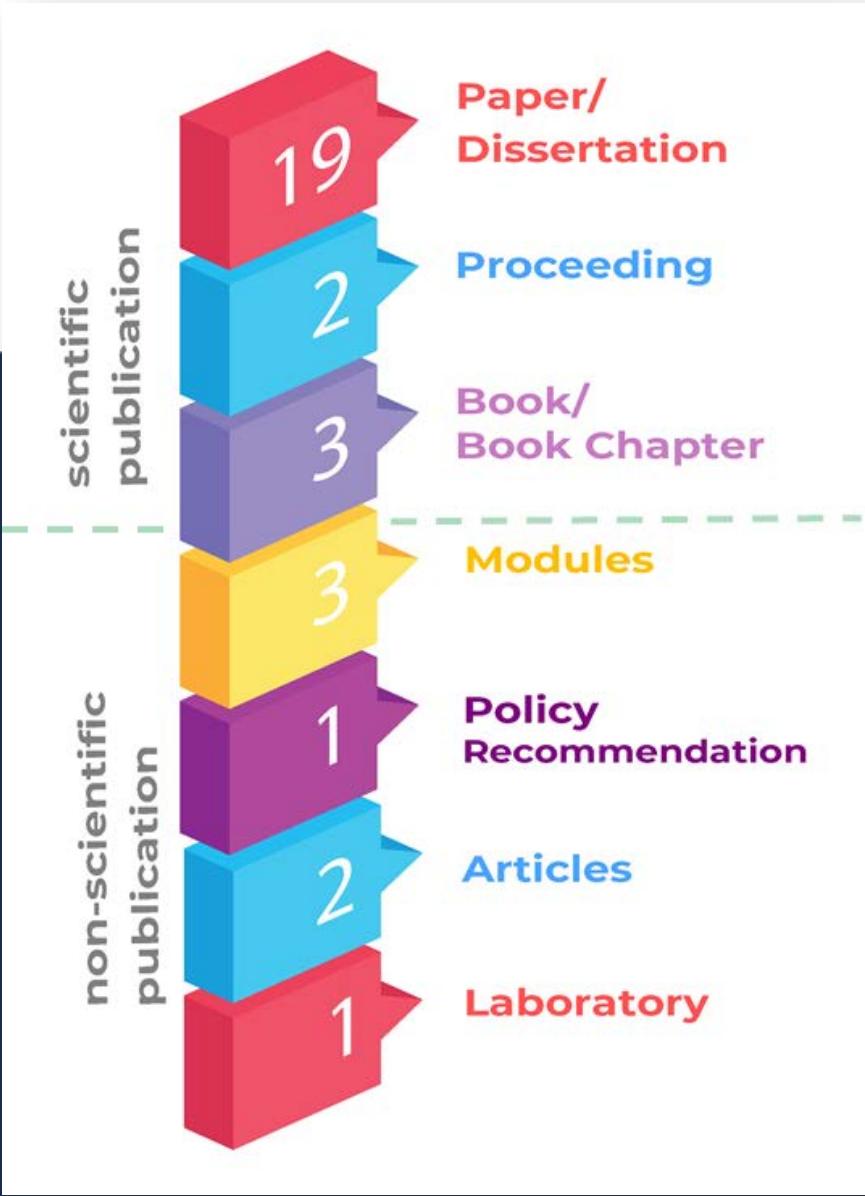 scientific
publication
19
Paper/
Dissertation
2
Proceeding
3
Book/
Book Chapter
non-scientific
publication
3
Modules
1
Policy
Recommendation
2
Articles
1
Laboratory